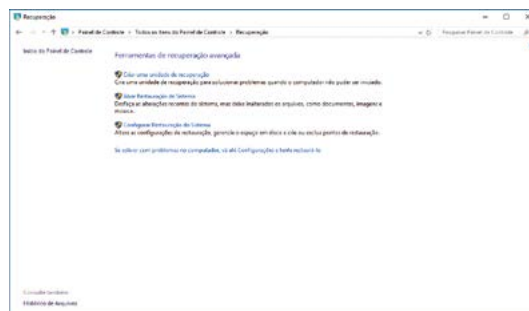 Recuperação
Painel de Controle > Todos os Itens do Painel de Controle > Recuperação
Pesquisar Painel de Controle
Início do Painel de Controle
Ferramentas de recuperação avançada
Criar uma unidade de recuperação
Crie uma unidade de recuperação para solucionar problemas quando o computador não puder ser iniciado.
Abrir Restauração do Sistema
Desfaça as alterações recentes do sistema, mas deixe inalterados os arquivos, como documentos, imagens e
música.
Configurar Restauração do Sistema
Altere as configurações de restauração, gerencie o espaço em disco e crie ou exclua pontos de restauração.
Se estiver com problemas no computador, vá até Configurações e tente restaurá-lo
Consulte também
Histórico de Arquivos